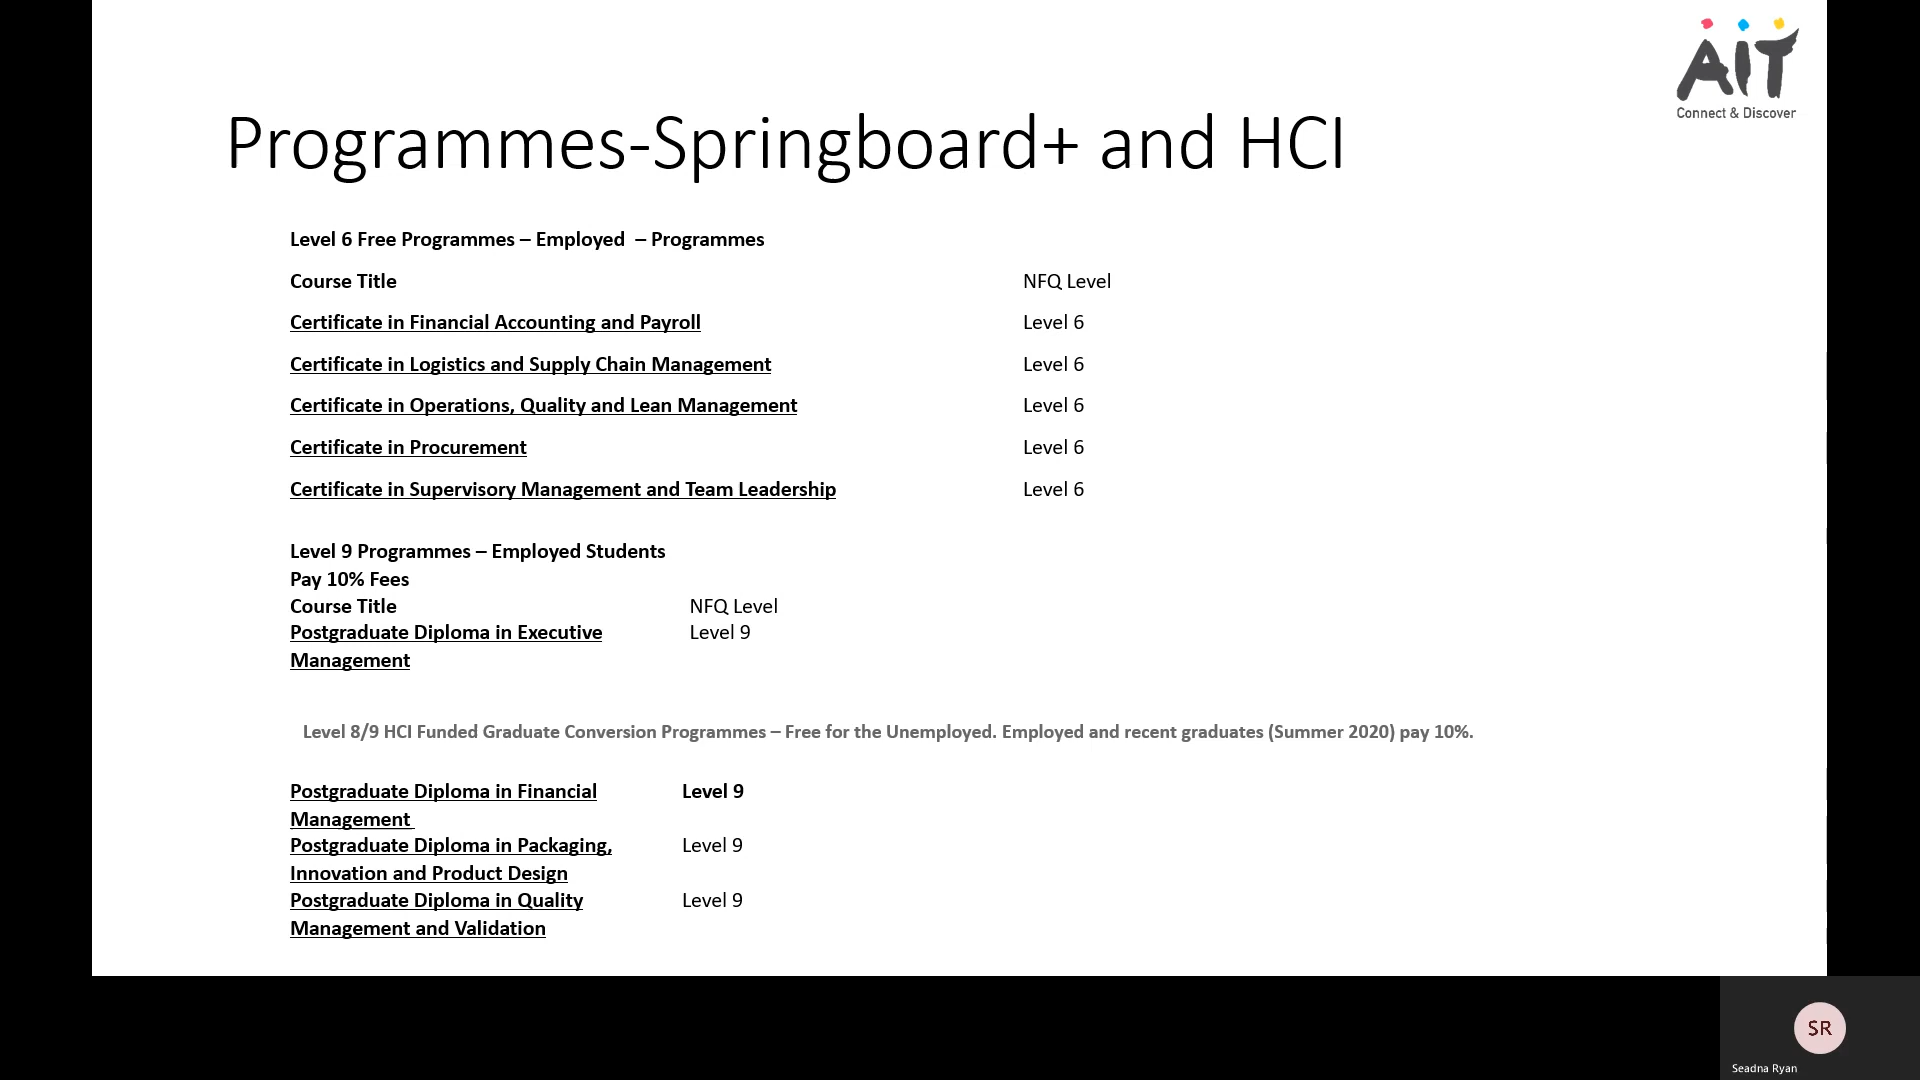 AIT
Connect & Discover
Programmes-Springboard+ and HCI
Level 6 Free Programmes – Employed – Programmes
Course Title NFQ Level
Certificate in Financial Accounting and Payroll Level 6
Certificate in Logistics and Supply Chain Management Level 6
Certificate in Operations, Quality and Lean Management Level 6
Certificate in Procurement Level 6
Certificate in Supervisory Management and Team Leadership Level 6
Level 9 Programmes – Employed Students
Pay 10% Fees
Course Title NFQ Level
Postgraduate Diploma in Executive Level 9
Management
Level 8/9 HCI Funded Graduate Conversion Programmes – Free for the Unemployed. Employed and recent graduates (Summer 2020) pay 10%.
Postgraduate Diploma in Financial Level 9
Management
Postgraduate Diploma in Packaging, Level 9
Innovation and Product Design
Postgraduate Diploma in Quality Level 9
Management and Validation
SR
Seadna Ryan